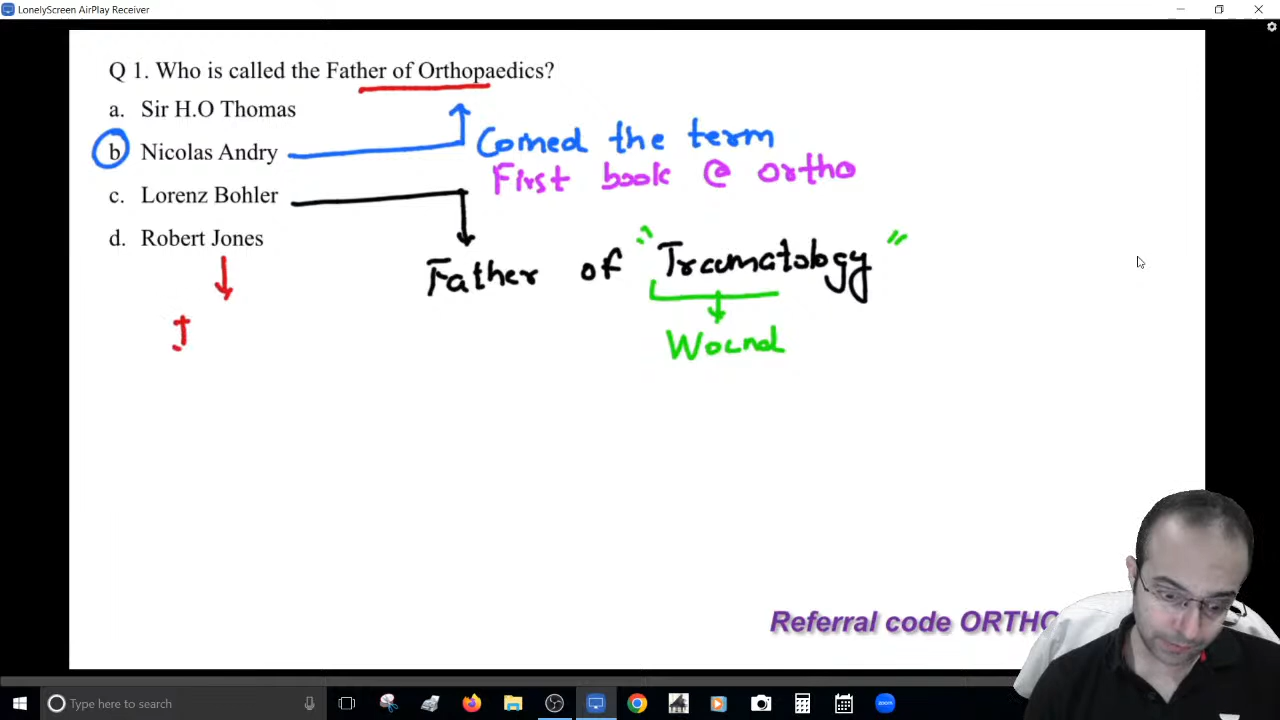 LonelyScreen AirPlay Receiver
Q 1. Who is called the Father of Orthopaedics?
a. Sir H.O Thomas
b. Nicolas Andry
Coined the term
First book @ ortho
c. Lorenz Bohler
d. Robert Jones
Father of "Traumatology"
J
Wound
Referral code ORTHO
Type here to search
zoom